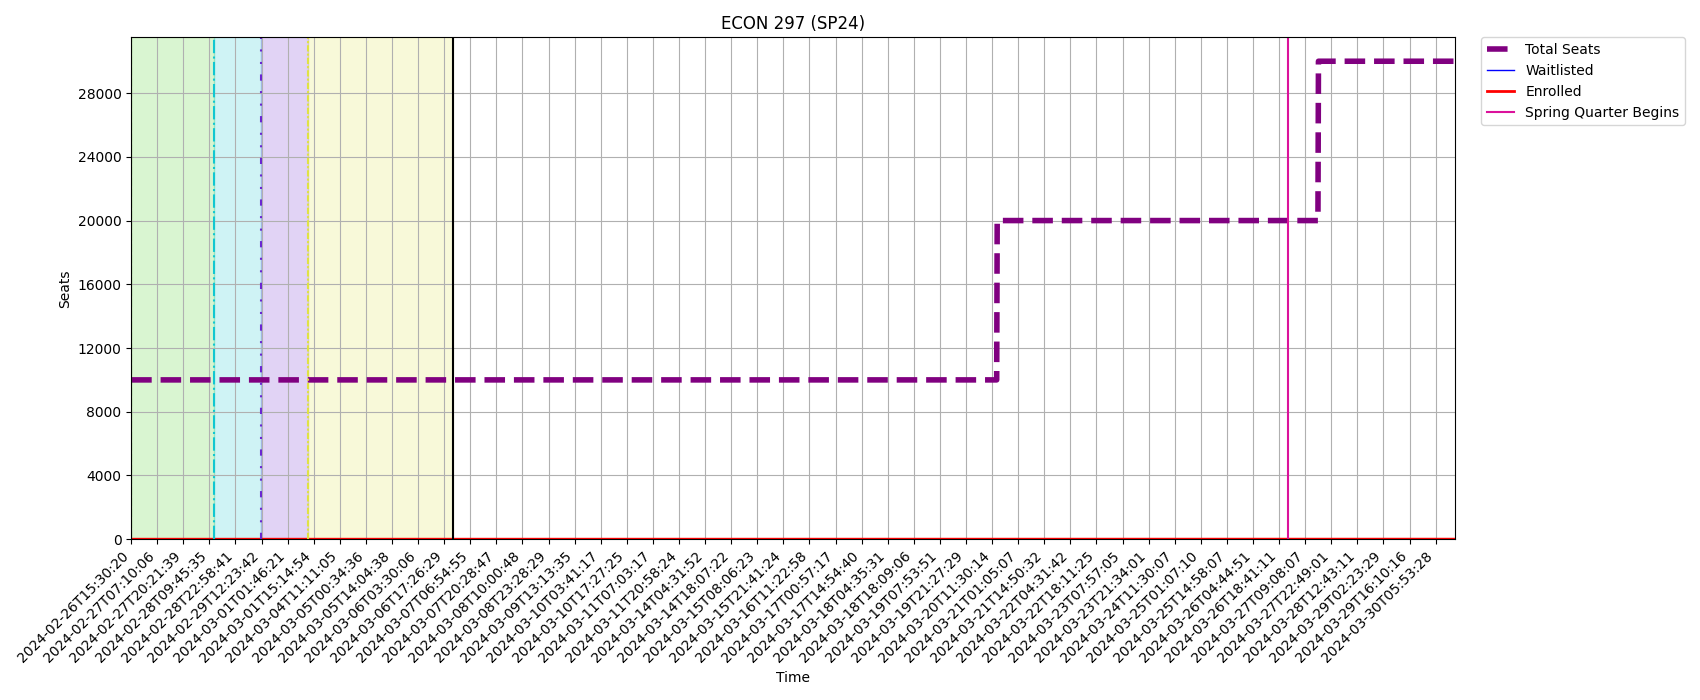 ECON 297 (SP24)
Total Seats
Waitlisted
Enrolled
Spring Quarter Begins
Seats
28000
24000
20000
16000
12000
8000
4000
0
2024-02-26T15:30:20
2024-02-27T07:10:06
2024-02-27T20:21:39
2024-02-28T09:45:35
2024-02-28T22:58:41
2024-02-29T12:23:42
2024-03-01T01:46:21
2024-03-01T15:14:54
2024-03-04T11:11:05
2024-03-05T00:34:36
2024-03-05T14:04:38
2024-03-06T03:30:06
2024-03-06T17:26:29
2024-03-07T06:54:55
2024-03-07T20:28:47
2024-03-08T10:00:48
2024-03-08T23:28:29
2024-03-09T13:13:35
2024-03-10T03:41:17
2024-03-10T17:27:25
2024-03-11T07:03:17
2024-03-11T20:58:24
2024-03-14T04:31:52
2024-03-14T18:07:22
2024-03-15T08:06:23
2024-03-15T21:41:24
2024-03-16T11:22:58
2024-03-17T00:57:17
2024-03-17T14:54:40
2024-03-18T04:35:31
2024-03-18T18:09:06
2024-03-19T07:53:51
2024-03-19T21:27:29
2024-03-20T11:30:14
2024-03-21T01:05:07
2024-03-21T14:50:32
2024-03-22T04:31:42
2024-03-22T18:11:25
2024-03-23T07:57:05
2024-03-23T21:34:01
2024-03-24T11:30:07
2024-03-25T01:07:10
2024-03-25T14:58:07
2024-03-26T04:44:51
2024-03-26T18:41:11
2024-03-27T09:08:07
2024-03-27T22:49:01
2024-03-28T12:43:11
2024-03-29T02:23:29
2024-03-29T16:10:16
2024-03-30T05:53:28
Time